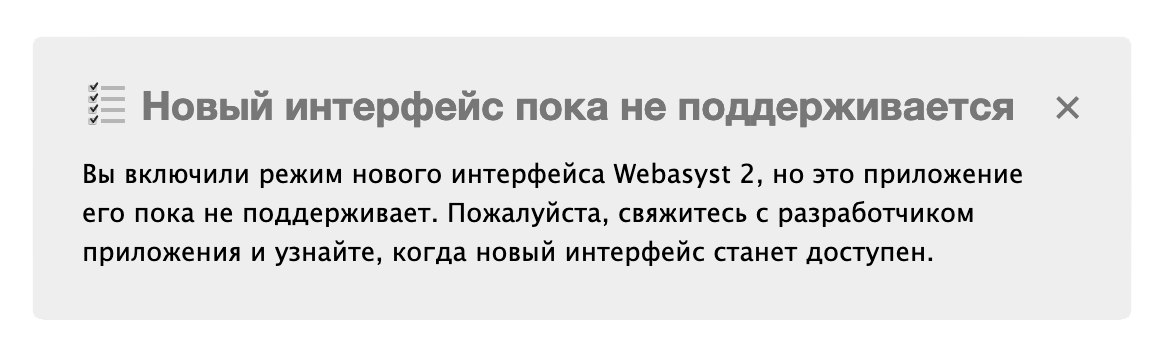 Новый интерфейс пока не поддерживается
Вы включили режим нового интерфейса Webasyst 2, но это приложение
его пока не поддерживает. Пожалуйста, свяжитесь с разработчиком
приложения и узнайте, когда новый интерфейс станет доступен.